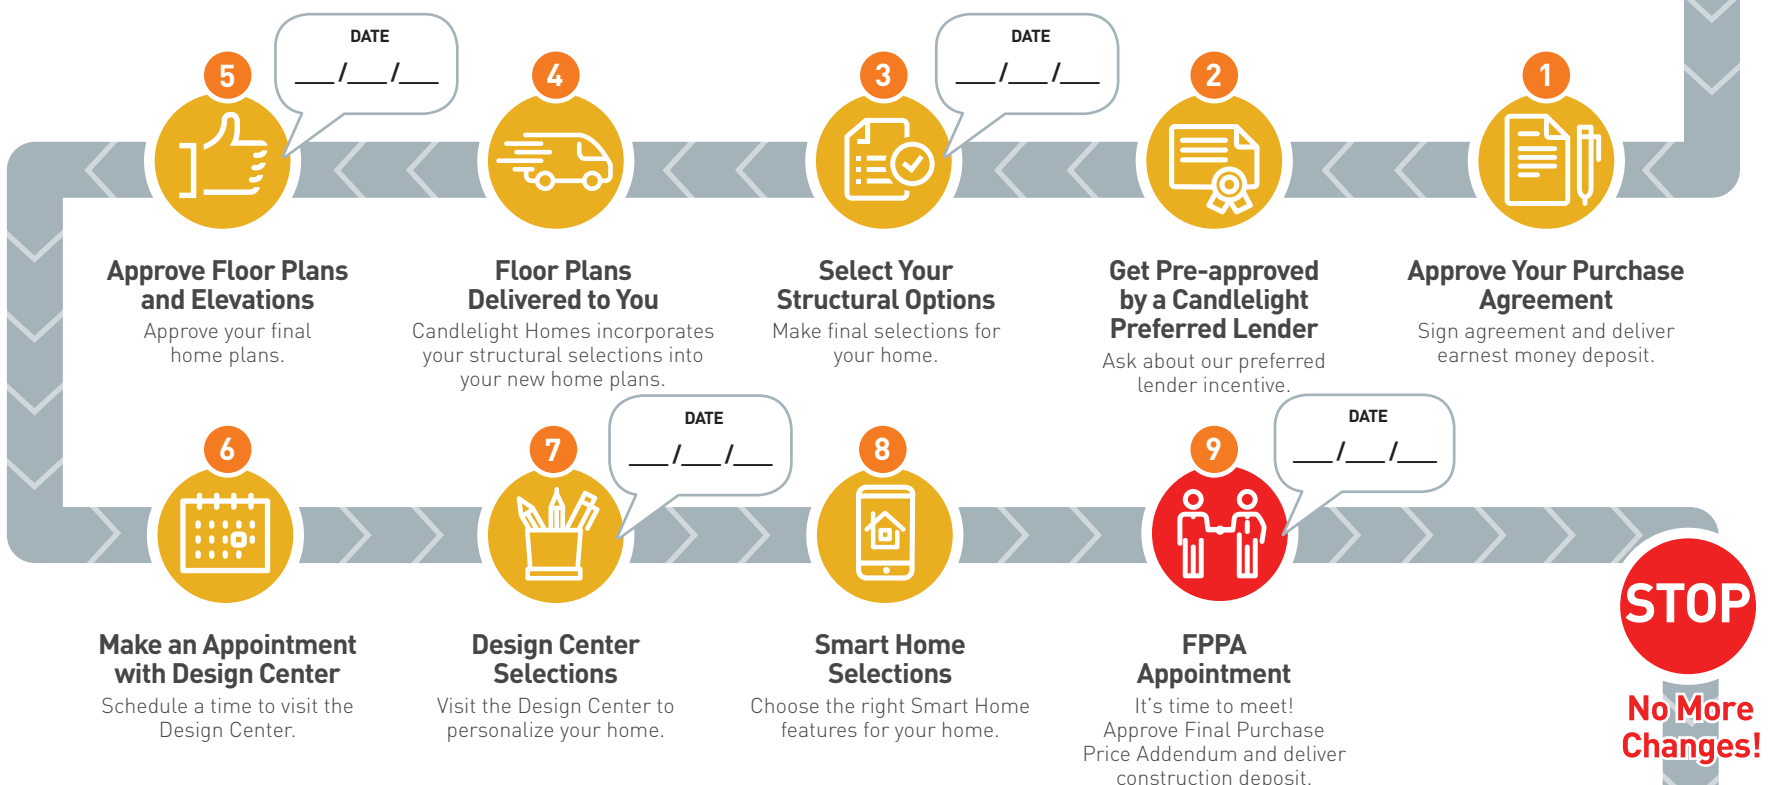 DATE
___/___/___
5
Approve Floor Plans
and Elevations
Approve your final
home plans.
4
Floor Plans
Delivered to You
Candlelight Homes incorporates
your structural selections into
your new home plans.
DATE
___/___/___
3
Select Your
Structural Options
Make final selections for
your home.
2
Get Pre-approved
by a Candlelight
Preferred Lender
Ask about our preferred
lender incentive.
1
Approve Your Purchase
Agreement
Sign agreement and deliver
earnest money deposit.
6
Make an Appointment
with Design Center
Schedule a time to visit the
Design Center.
DATE
___/___/___
7
Design Center
Selections
Visit the Design Center to
personalize your home.
8
Smart Home
Selections
Choose the right Smart Home
features for your home.
DATE
___/___/___
9
FPPA
Appointment
It's time to meet!
Approve Final Purchase
Price Addendum and deliver
construction deposit.
STOP
No More
Changes!